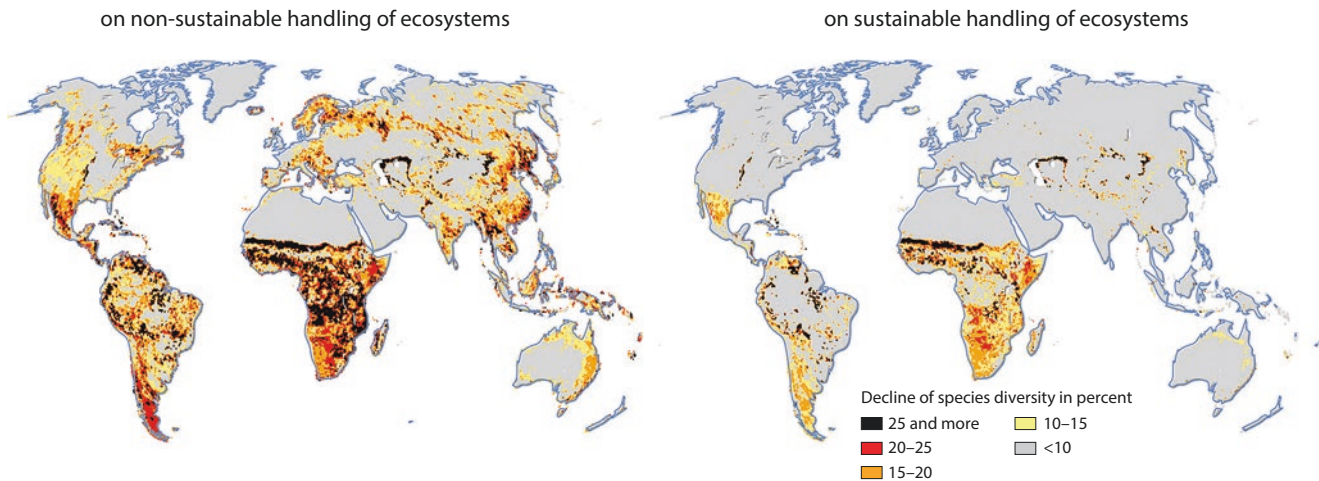 on non-sustainable handling of ecosystems
on sustainable handling of ecosystems
Decline of species diversity in percent
25 and more
20–25
15–20
10–15
<10